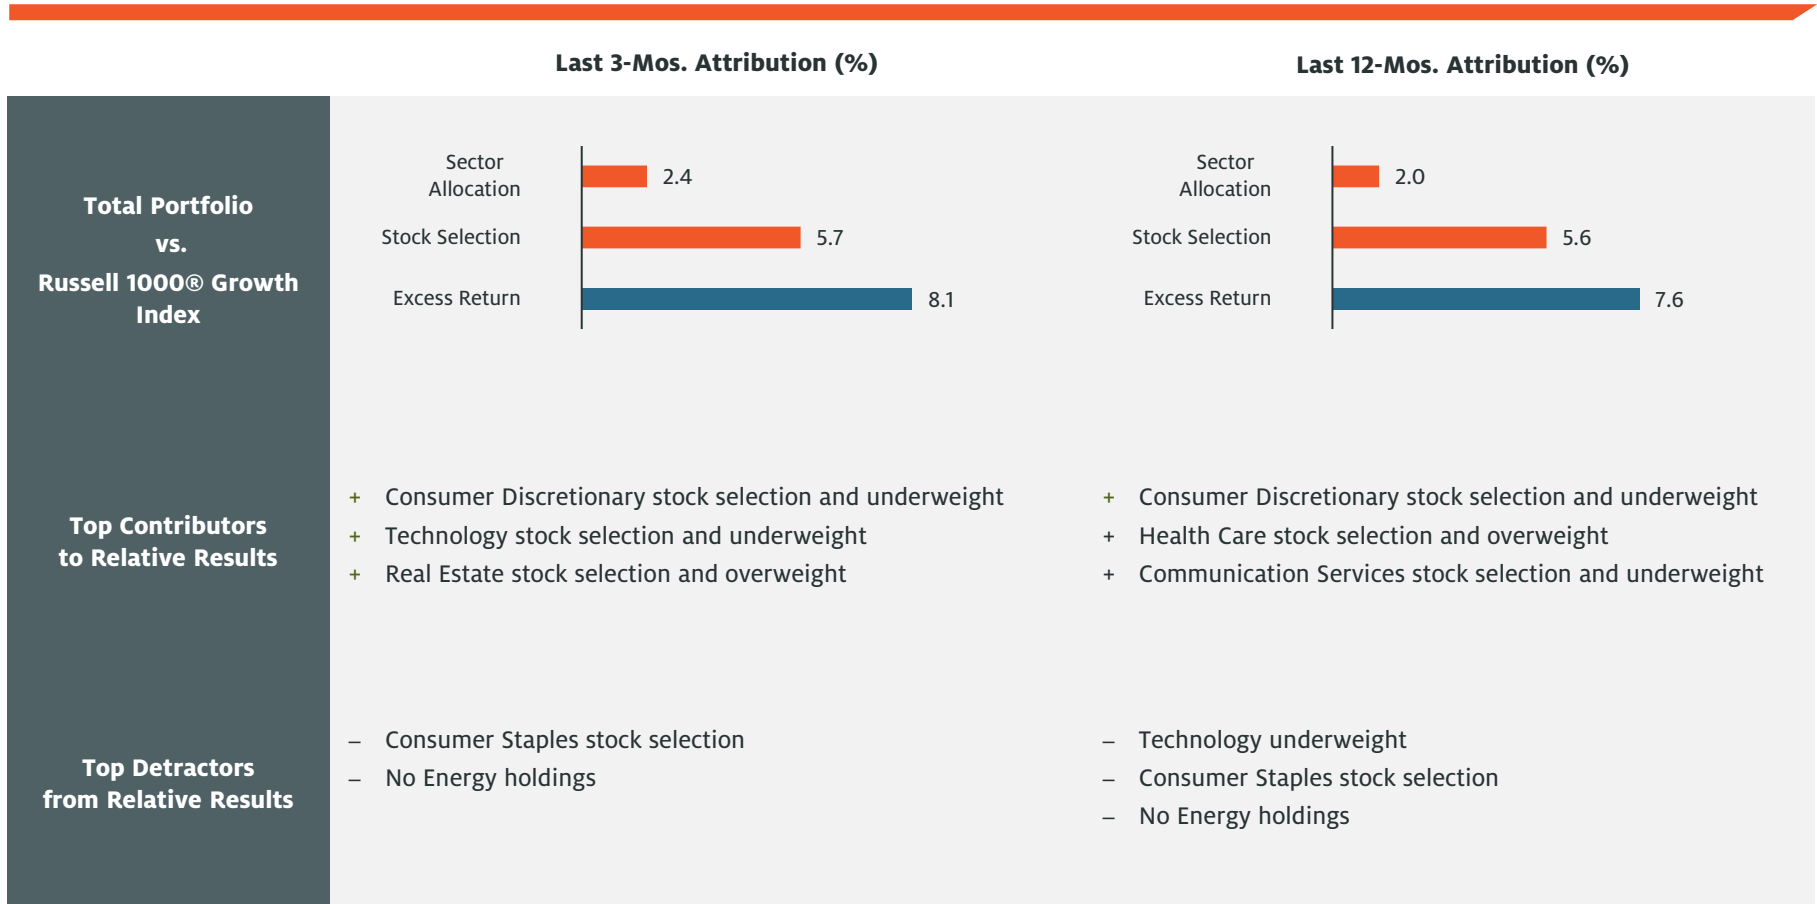 Last 3-Mos. Attribution (%)
Last 12-Mos. Attribution (%)
Total Portfolio
vs.
Russell 1000® Growth
Index
Sector
Allocation
2.4
Stock Selection
5.7
Excess Return
8.1
Sector
Allocation
2.0
Stock Selection
5.6
Excess Return
7.6
Top Contributors
to Relative Results
+ Consumer Discretionary stock selection and underweight
+ Technology stock selection and underweight
+ Real Estate stock selection and overweight
+ Consumer Discretionary stock selection and underweight
+ Health Care stock selection and overweight
+ Communication Services stock selection and underweight
Top Detractors
from Relative Results
– Consumer Staples stock selection
– No Energy holdings
– Technology underweight
– Consumer Staples stock selection
– No Energy holdings